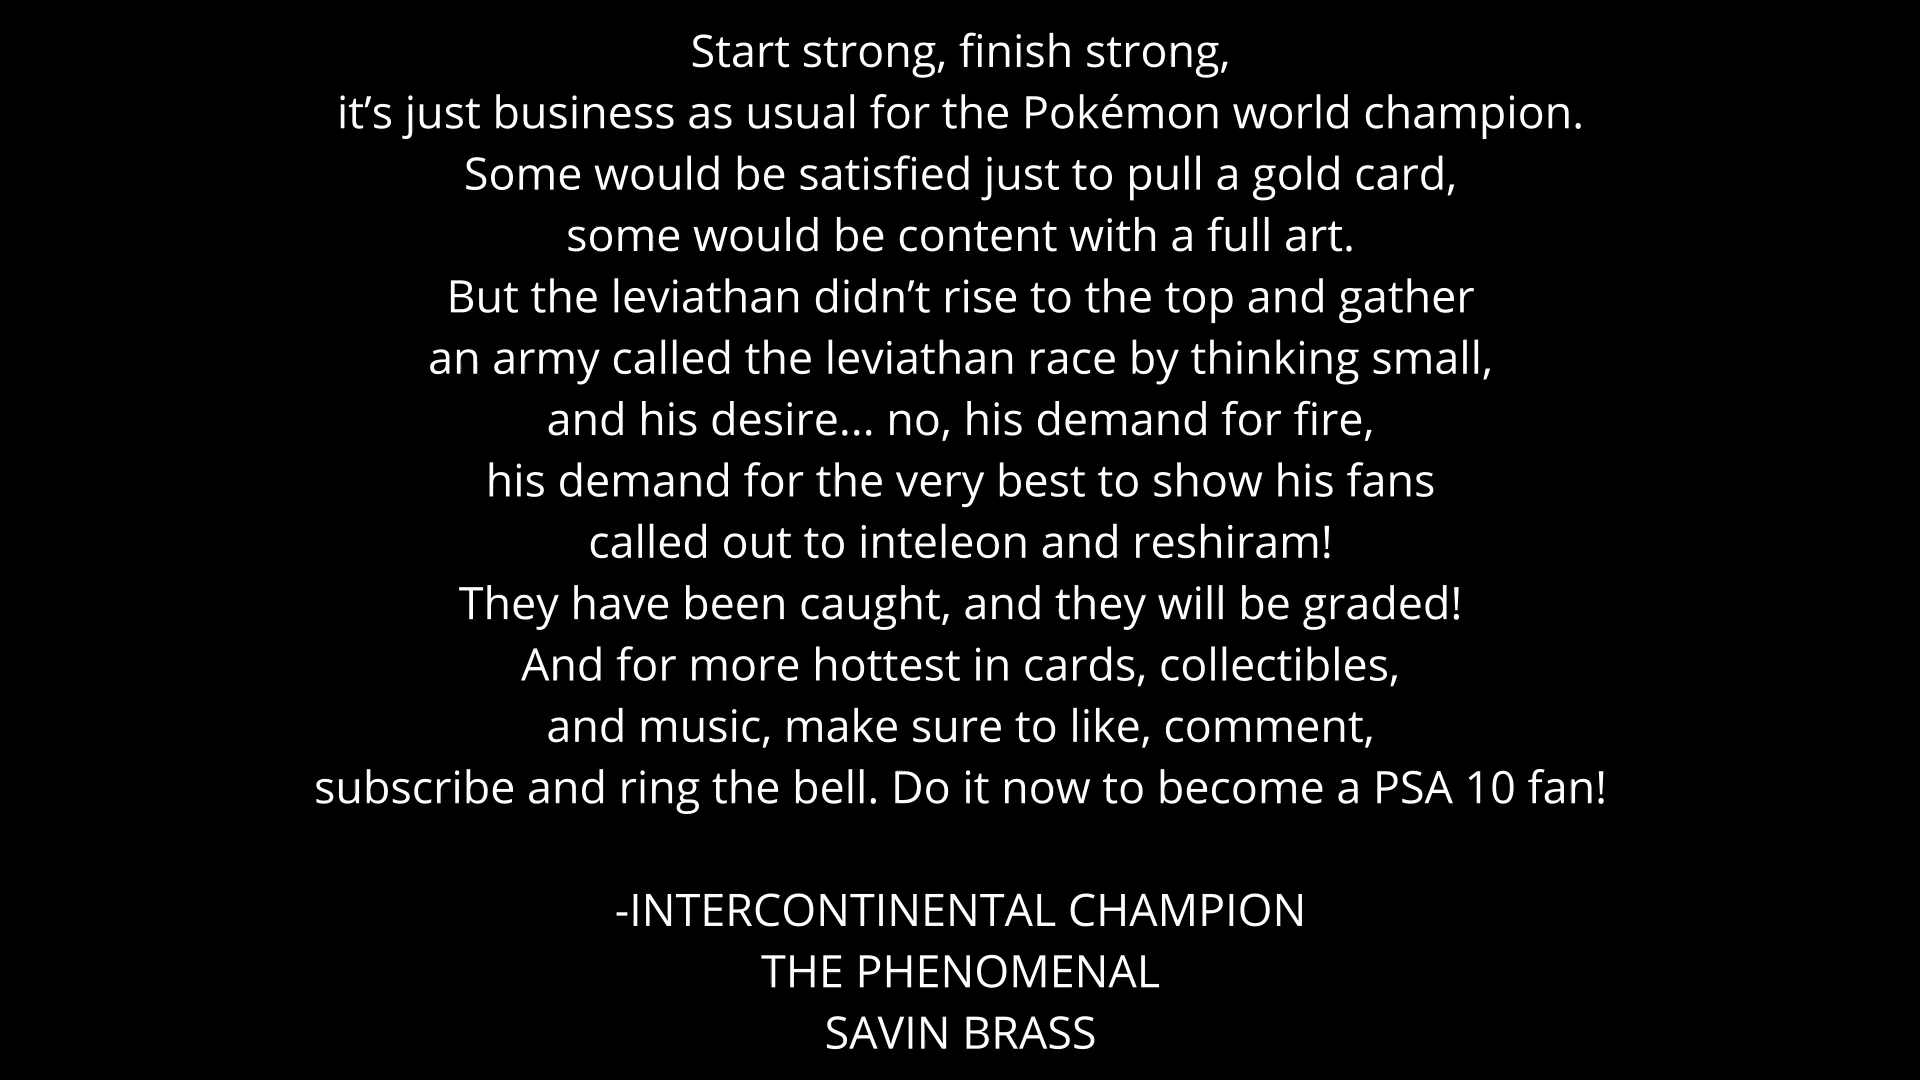 Start strong, finish strong,
it’s just business as usual for the Pokémon world champion.
Some would be satisfied just to pull a gold card,
some would be content with a full art.
But the leviathan didn’t rise to the top and gather
an army called the leviathan race by thinking small,
and his desire... no, his demand for fire,
his demand for the very best to show his fans
called out to inteleon and reshiram!
They have been caught, and they will be graded!
And for more hottest in cards, collectibles,
and music, make sure to like, comment,
subscribe and ring the bell. Do it now to become a PSA 10 fan!
-INTERCONTINENTAL CHAMPION
THE PHENOMENAL
SAVIN BRASS